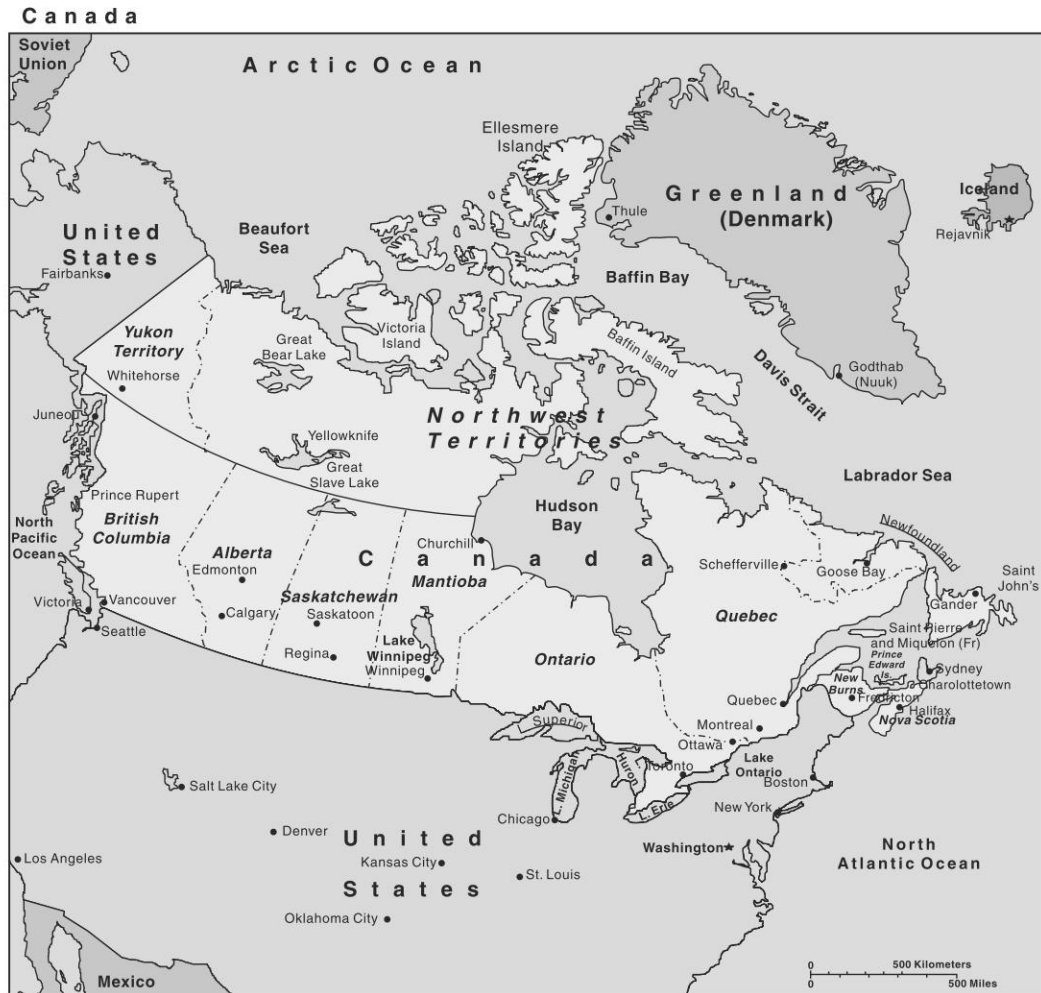 Canada
Soviet
Union
Arctic Ocean
Ellesmere
Island
Greenland
(Denmark)
Iceland
Rejavnik
Thule
United
States
Beaufort
Sea
Fairbanks
Baffin Bay
Yukon
Territory
Victoria
Island
Great
Bear Lake
Baffin Island
Whitehorse
Davis Strait
Godthab
(Nuuk)
Juneou
Northwest
Territories
Yellowknife
Great
Slave Lake
Labrador Sea
Prince Rupert
North
Pacific
Ocean
British
Columbia
Hudson
Bay
Newfoundland
Alberta
Edmonton
Canada
Churchill
Mantioba
Schefferville
Goose Bay
Saint
John's
Gander
Victoria
Vancouver
Seattle
Calgary
Saskatchewan
Saskatoon
Quebec
Saint Pierre
and Miquelon (Fr)
Regina
Lake
Winnipeg
Winnipeg
Ontario
Prince
Edward
Is.
Sydney
Charolottetown
New
Burns
Fredricton
Halifax
Nova Scotia
Quebec
Montreal
Ottawa
Superior
Huron
Toronto
Lake
Ontario
L. Michigan
L. Erie
Boston
Salt Lake City
New York
Chicago
Denver
United
States
Kansas City
Washington
North
Atlantic Ocean
Los Angeles
St. Louis
Oklahoma City
Mexico
0 500 Kilometers
0 500 Miles